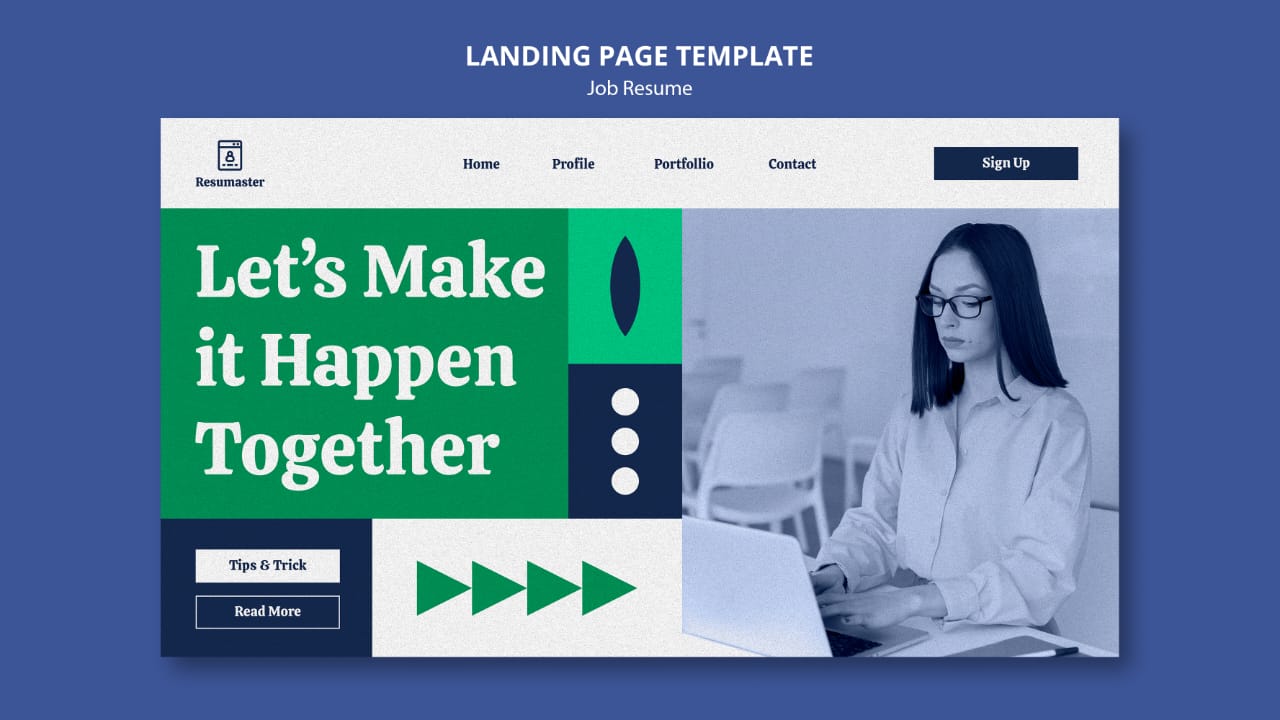 LANDING PAGE TEMPLATE
Job Resume
Resumaster
Home
Profile
Portfollio
Contact
Sign Up
Let’s Make
it Happen
Together
Tips & Trick
Read More